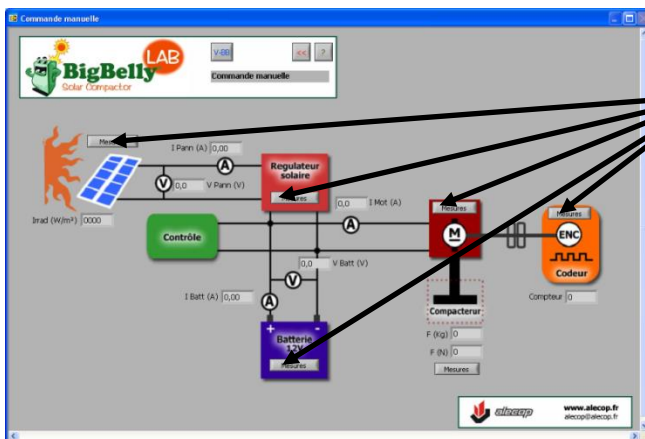 Commande manuelle
BigBelly LAB
Solar Compactor
V-BB
<<
?
Commande manuelle
Mesures
I Pann (A) 0,00
A
V
0,0 V Pann (V)
Irrad (W/m²) 0000
Regulateur
solaire
Mesures
0,0 I Mot (A)
A
Contrôle
Mesures
M
Mesures
ENC
Codeur
Compteur 0
0,0 V Batt (V)
V
I Batt (A) 0,00
A
+ -
Batterie
12V
Mesures
Compacterur
F (Kg) 0
F (N) 0
Mesures
alecop
www.alecop.fr
alecop@alecop.fr